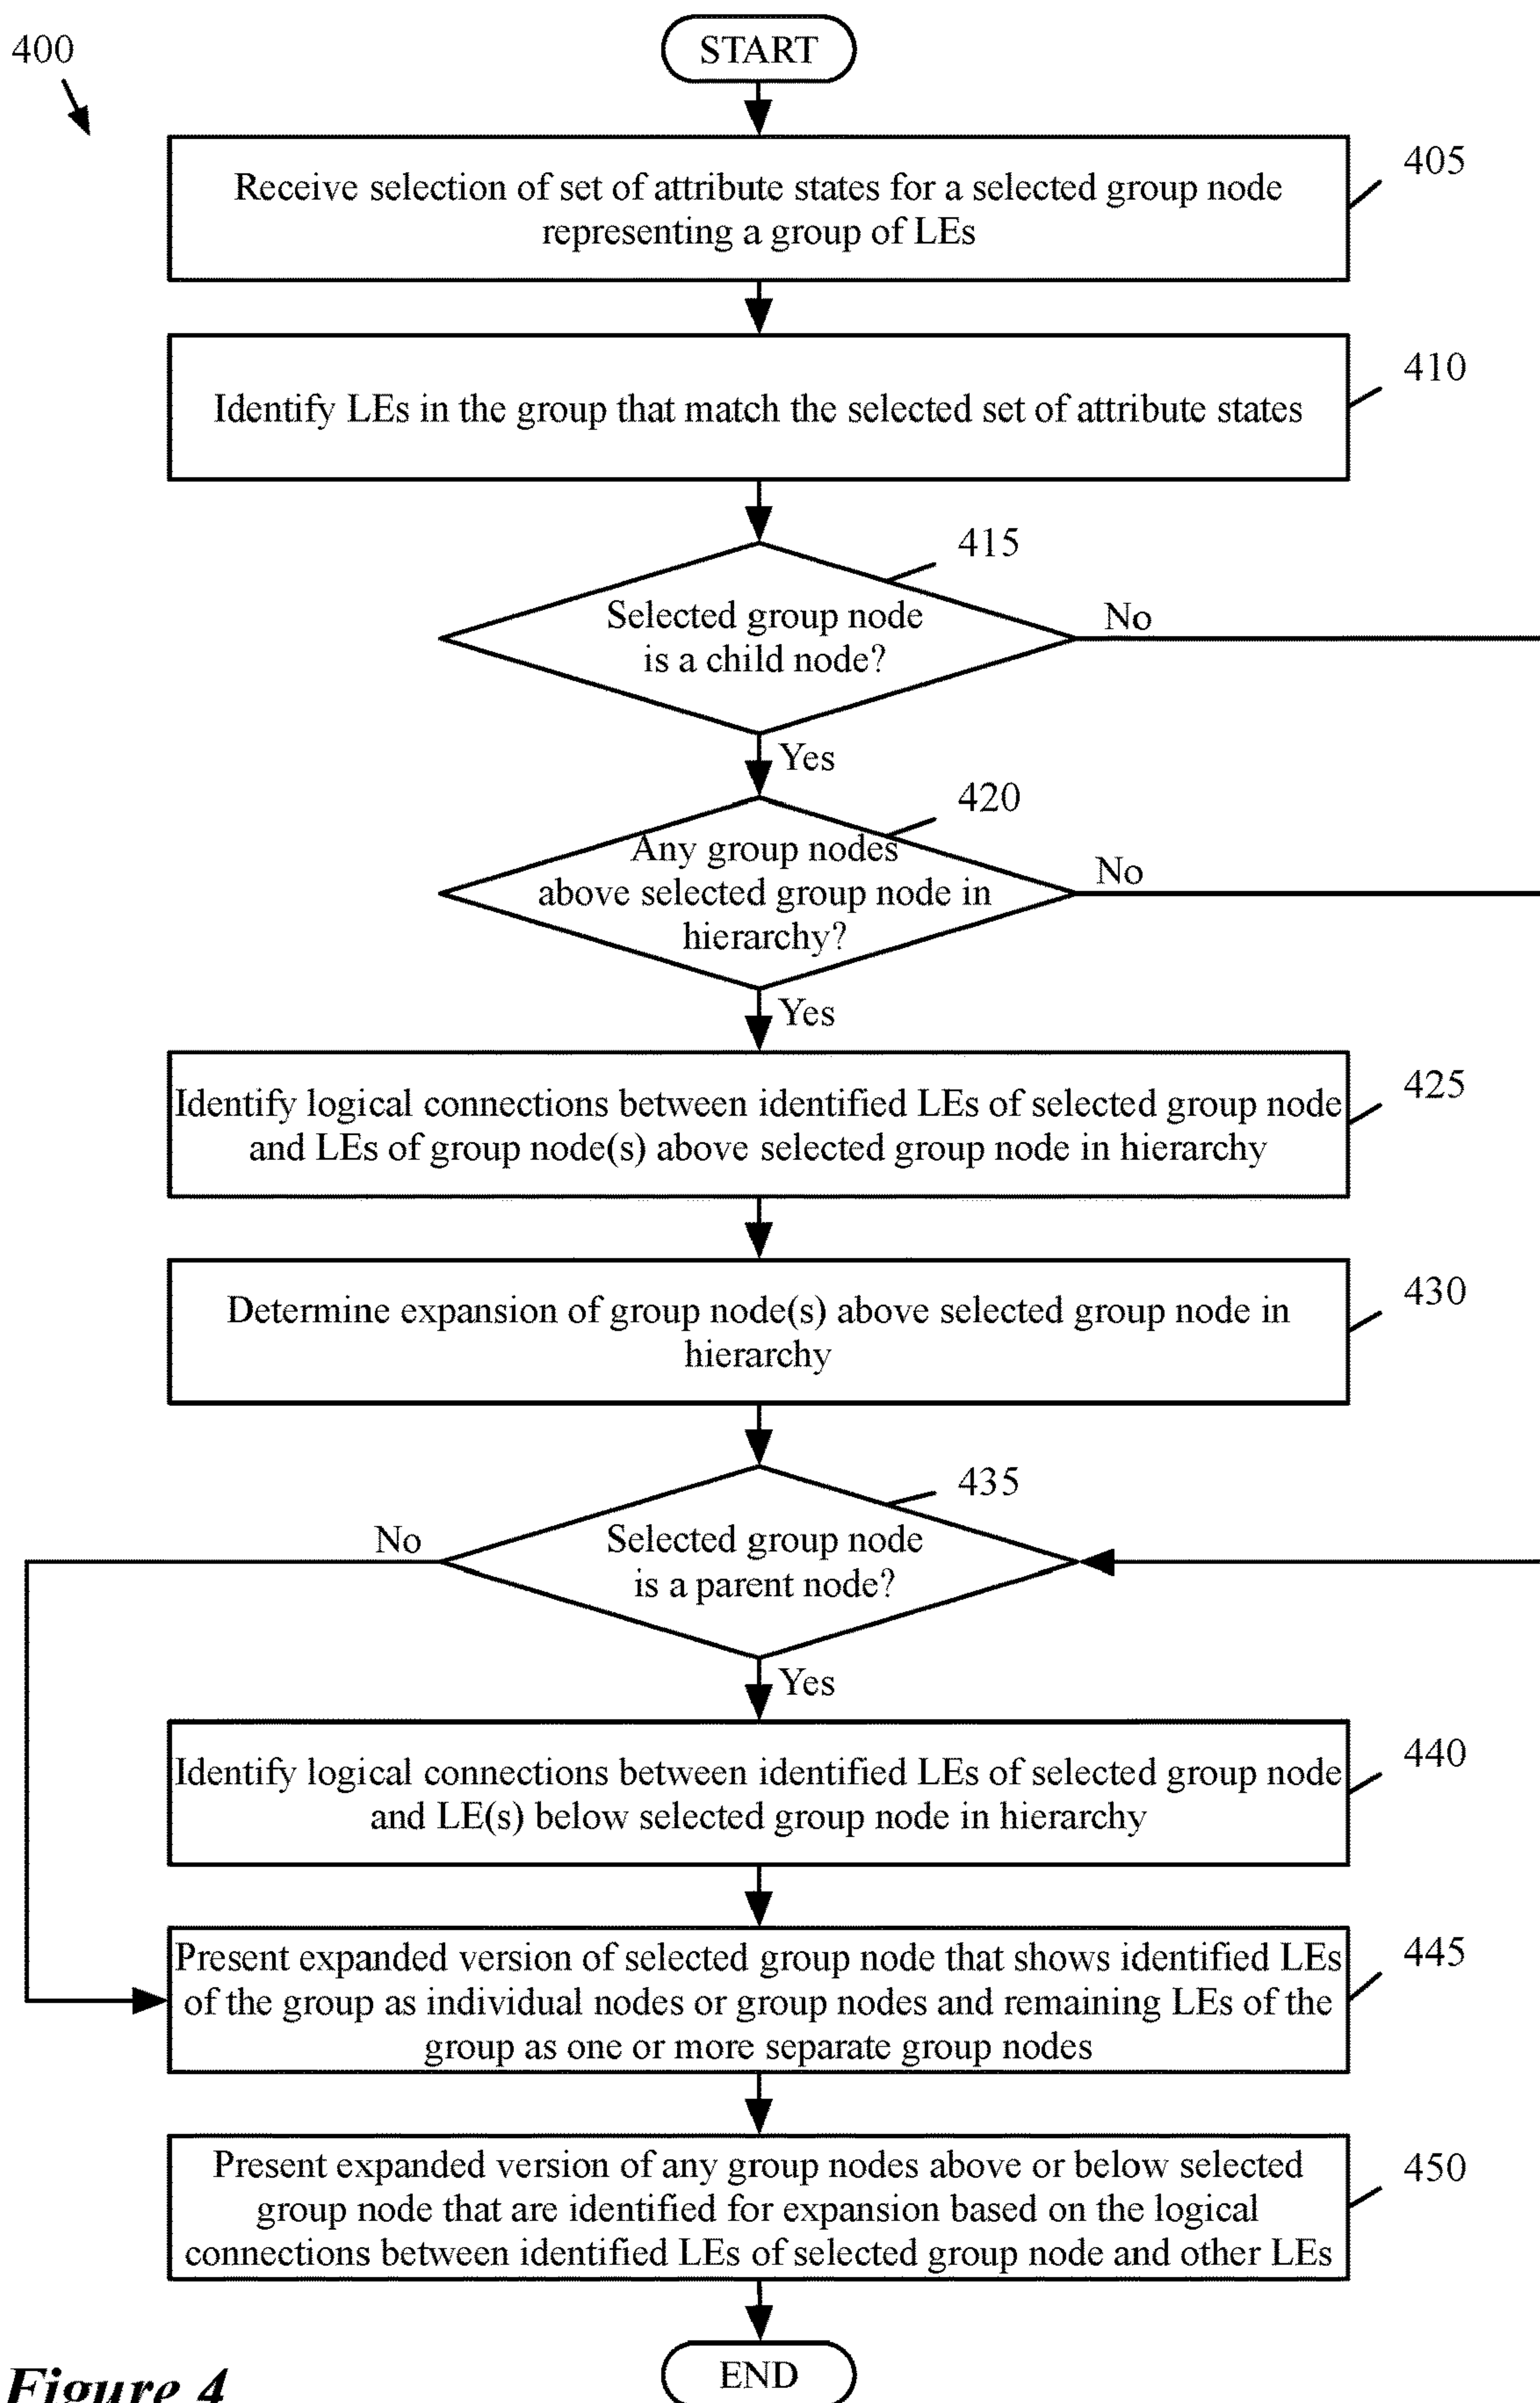 400
START
405
Receive selection of set of attribute states for a selected group node
representing a group of LEs
410
Identify LEs in the group that match the selected set of attribute states
415
Selected group node
is a child node?
No
Yes
420
Any group nodes
above selected group node in
hierarchy?
No
Yes
425
Identify logical connections between identified LEs of selected group node
and LEs of group node(s) above selected group node in hierarchy
430
Determine expansion of group node(s) above selected group node in
hierarchy
435
Selected group node
is a parent node?
No
Yes
440
Identify logical connections between identified LEs of selected group node
and LE(s) below selected group node in hierarchy
445
Present expanded version of selected group node that shows identified LEs
of the group as individual nodes or group nodes and remaining LEs of the
group as one or more separate group nodes
450
Present expanded version of any group nodes above or below selected
group node that are identified for expansion based on the logical
connections between identified LEs of selected group node and other LEs
END
Figure 4